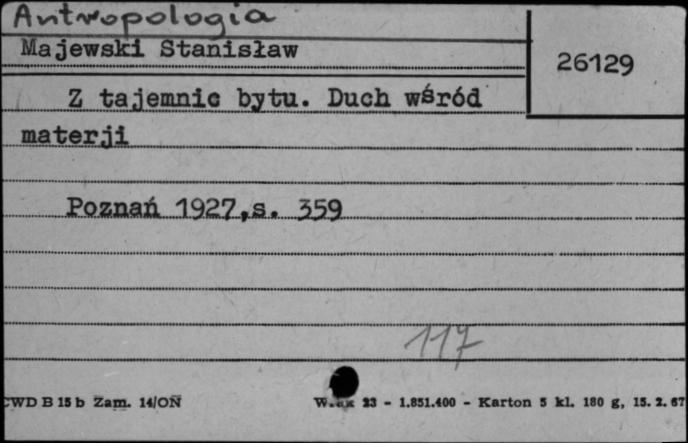 Antropologia
Majewski Stanisław
26129
Z tajemnic bytu. Duch wśród
materji
Poznań 1927,s. 359
117
CWD B 15 b Zam. 14/ON
23 - 1.851.400 - Karton 5 kl. 180 g, 15. 2. 67